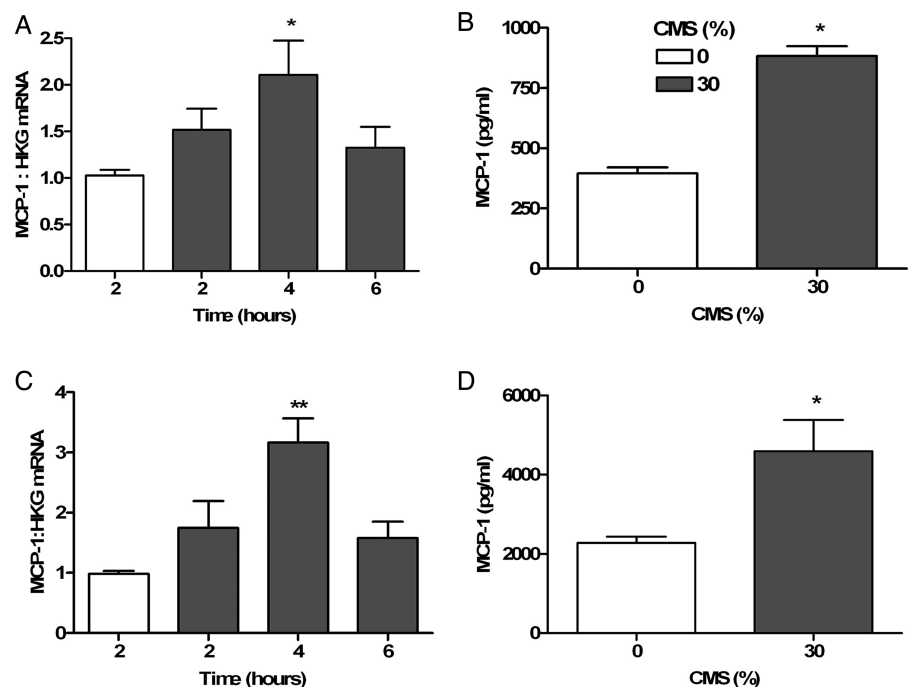 A
*
2.5
2.0
1.5
1.0
0.5
0.0
MCP-1 : HKG mRNA
2 2 4 6
Time (hours)
B
CMS (%)
0
30
*
1000
750
500
250
0
MCP-1 (pg/ml)
0 30
CMS (%)
C
**
4
3
2
1
0
MCP-1:HKG mRNA
2 2 4 6
Time (hours)
D
*
6000
4000
2000
0
MCP-1 (pg/ml)
0 30
CMS (%)